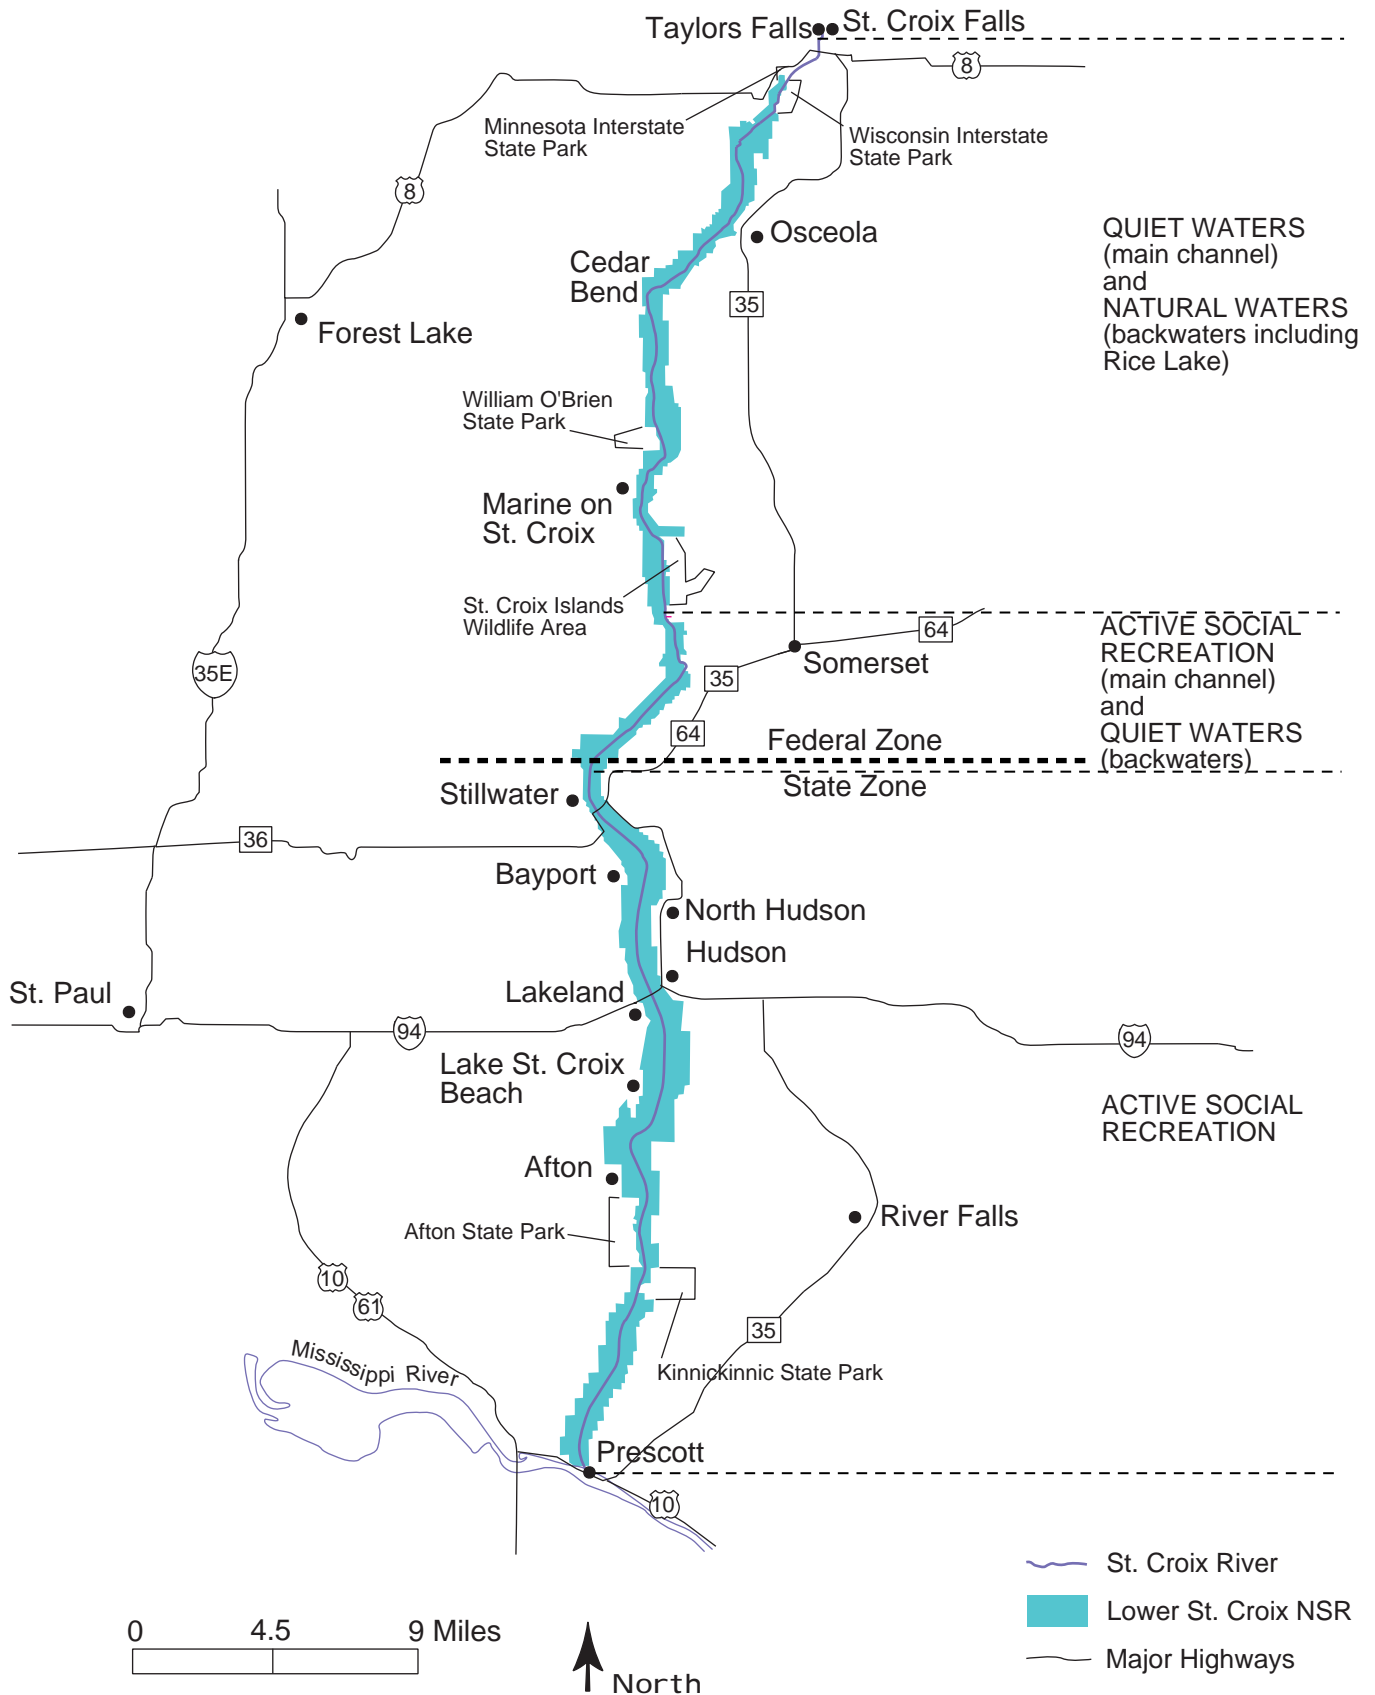 Taylors Falls
St. Croix Falls
8
Minnesota Interstate
State Park
Wisconsin Interstate
State Park
8
Osceola
QUIET WATERS
(main channel)
and
NATURAL WATERS
(backwaters including
Rice Lake)
Cedar
Bend
35
Forest Lake
William O'Brien
State Park
Marine on
St. Croix
St. Croix Islands
Wildlife Area
64
ACTIVE SOCIAL
RECREATION
(main channel)
and
QUIET WATERS
(backwaters)
Somerset
35E
35
64
Federal Zone
State Zone
Stillwater
36
Bayport
North Hudson
Hudson
St. Paul
Lakeland
94
94
Lake St. Croix
Beach
ACTIVE SOCIAL
RECREATION
Afton
Afton State Park
River Falls
10
61
35
Mississippi River
Kinnickinnic State Park
Prescott
10
St. Croix River
Lower St. Croix NSR
Major Highways
0 4.5 9 Miles
North